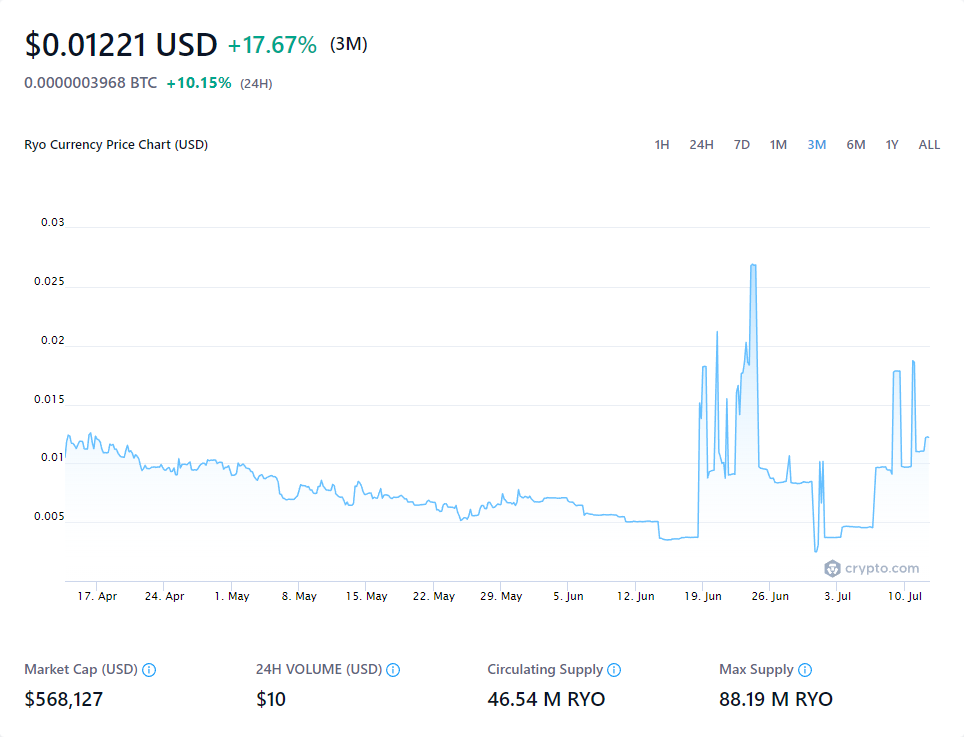 $0.01221 USD +17.67% (3M)
0.0000003968 BTC +10.15% (24H)
Ryo Currency Price Chart (USD) 1H 24H 7D 1M 3M 6M 1Y ALL
0.03
0.025
0.02
0.015
0.01
0.005
crypto.com
17. Apr 24. Apr 1. May 8. May 15. May 22. May 29. May 5. Jun 12. Jun 19. Jun 26. Jun 3. Jul 10. Jul
Market Cap (USD) 24H VOLUME (USD) Circulating Supply Max Supply
$568,127 $10 46.54 M RYO 88.19 M RYO